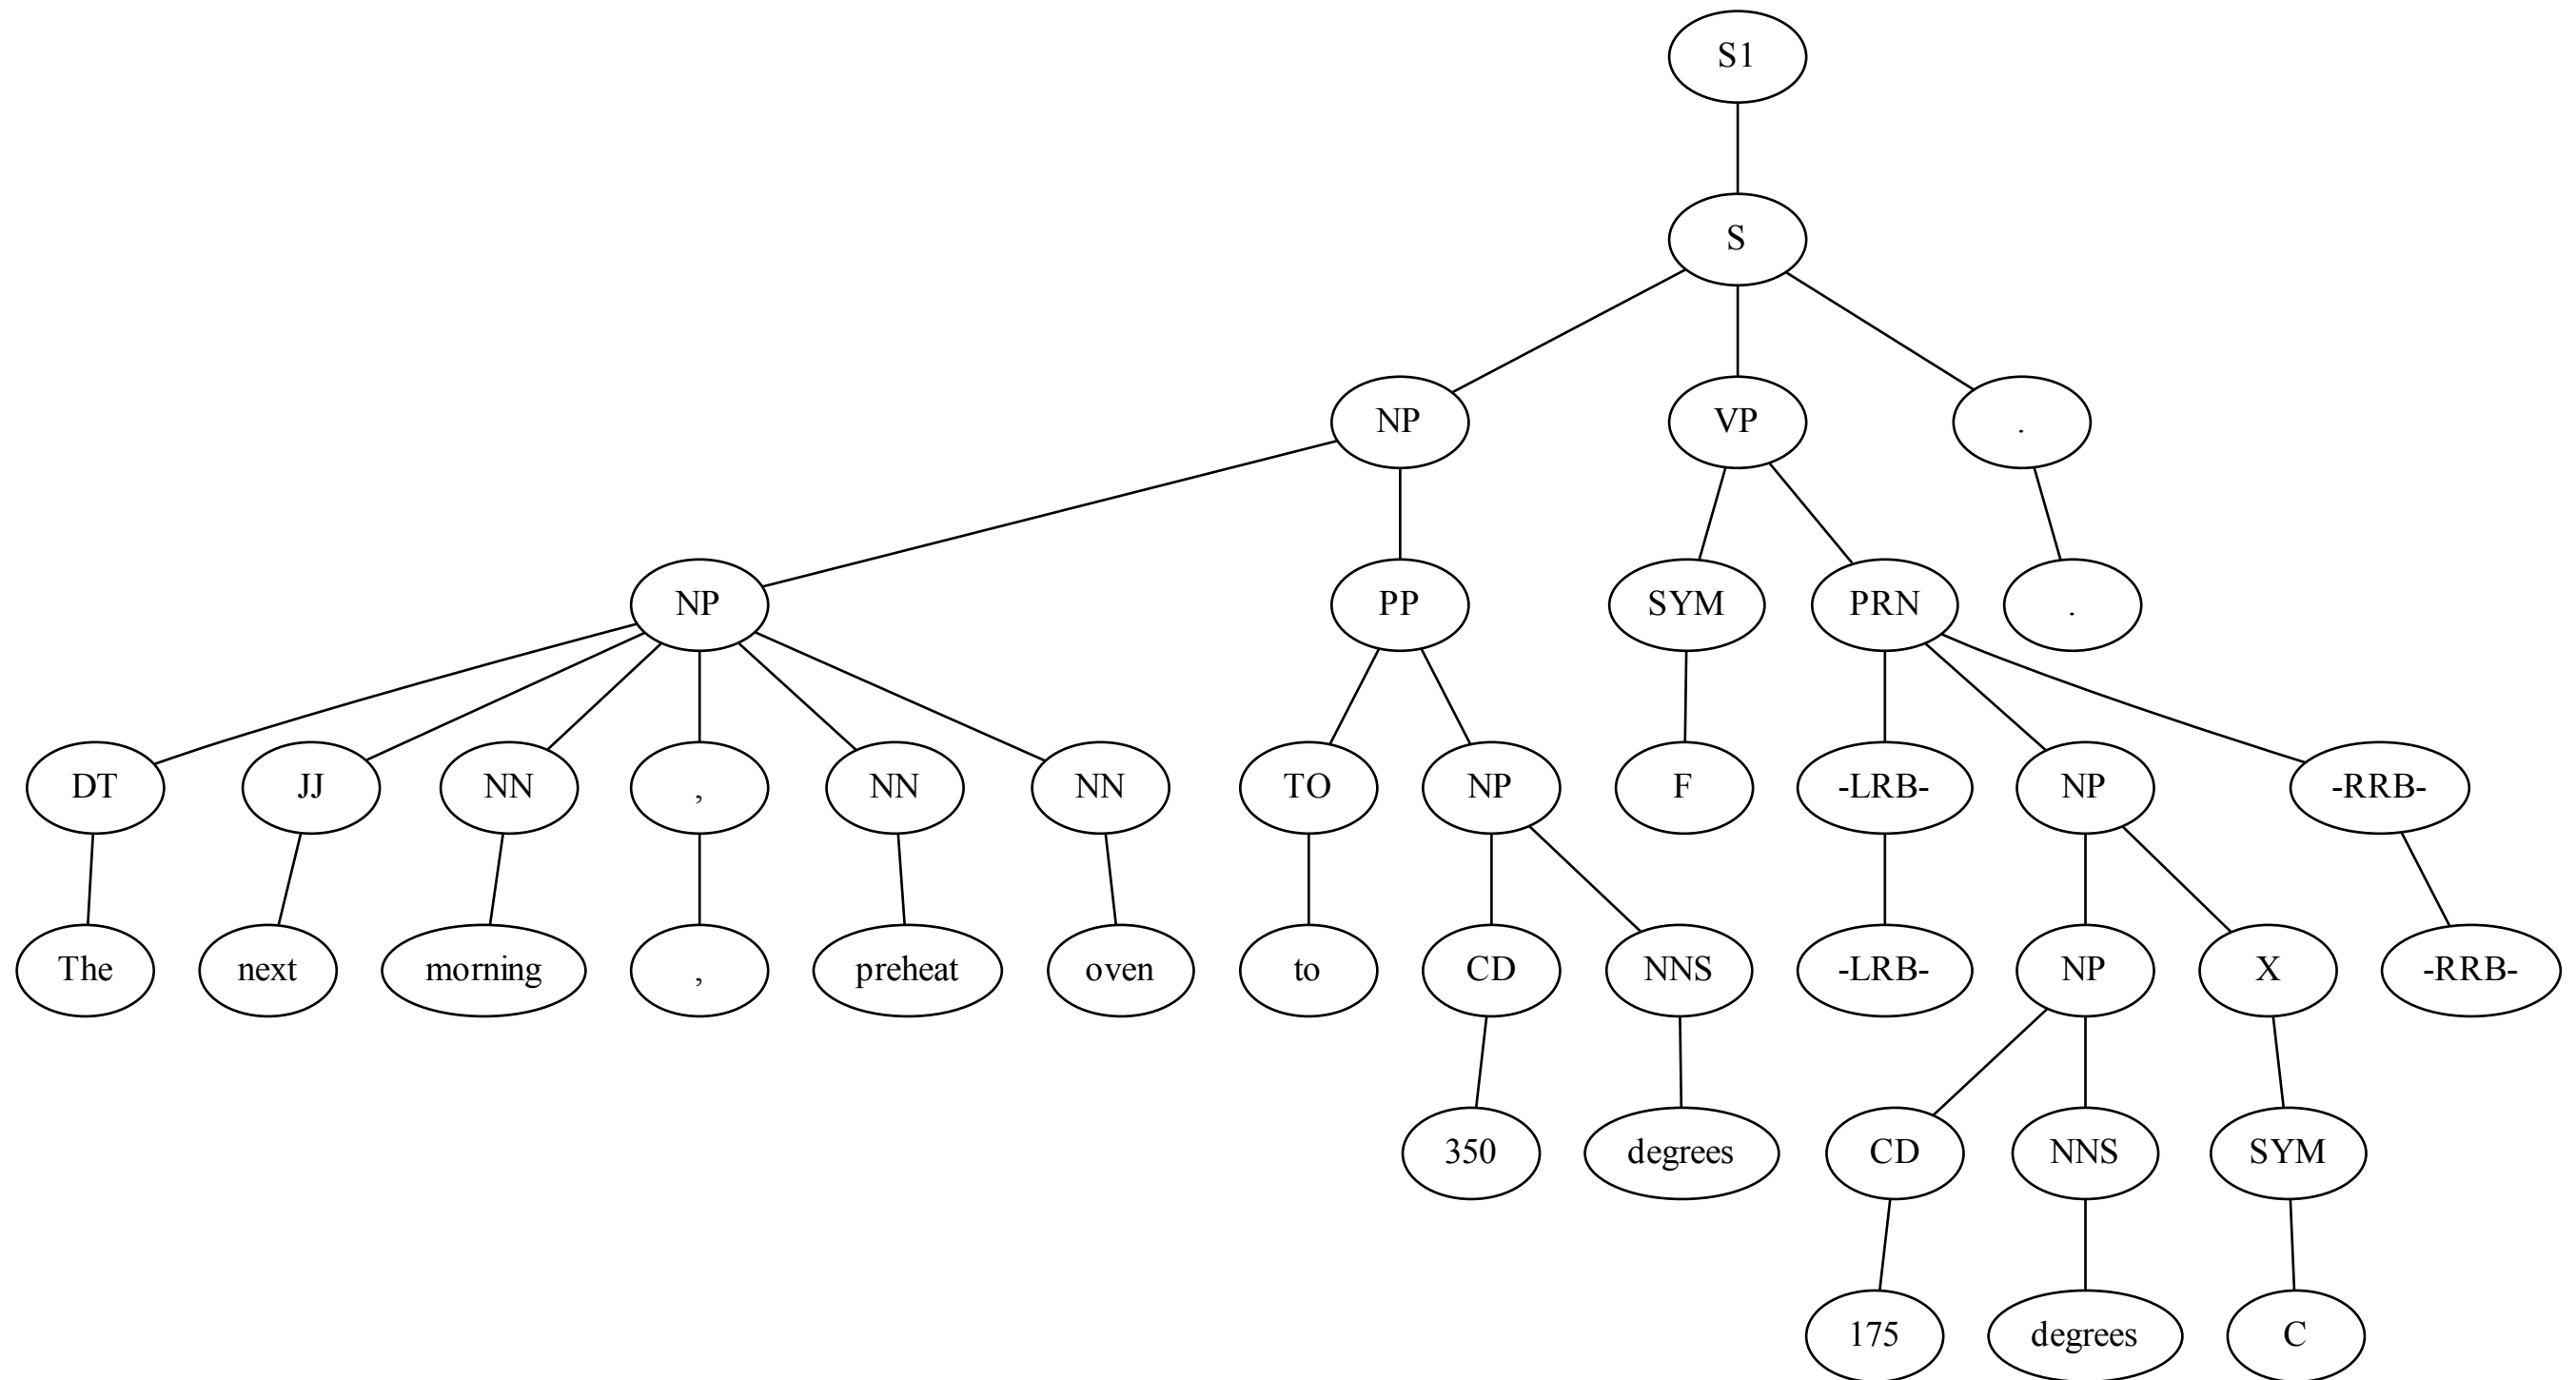 S1
S
NP VP .
NP PP SYM PRN .
DT JJ NN , NN NN TO NP F -LRB- NP -RRB-
The next morning , preheat oven to CD NNS -LRB- NP X -RRB-
350 degrees CD NNS SYM
175 degrees C